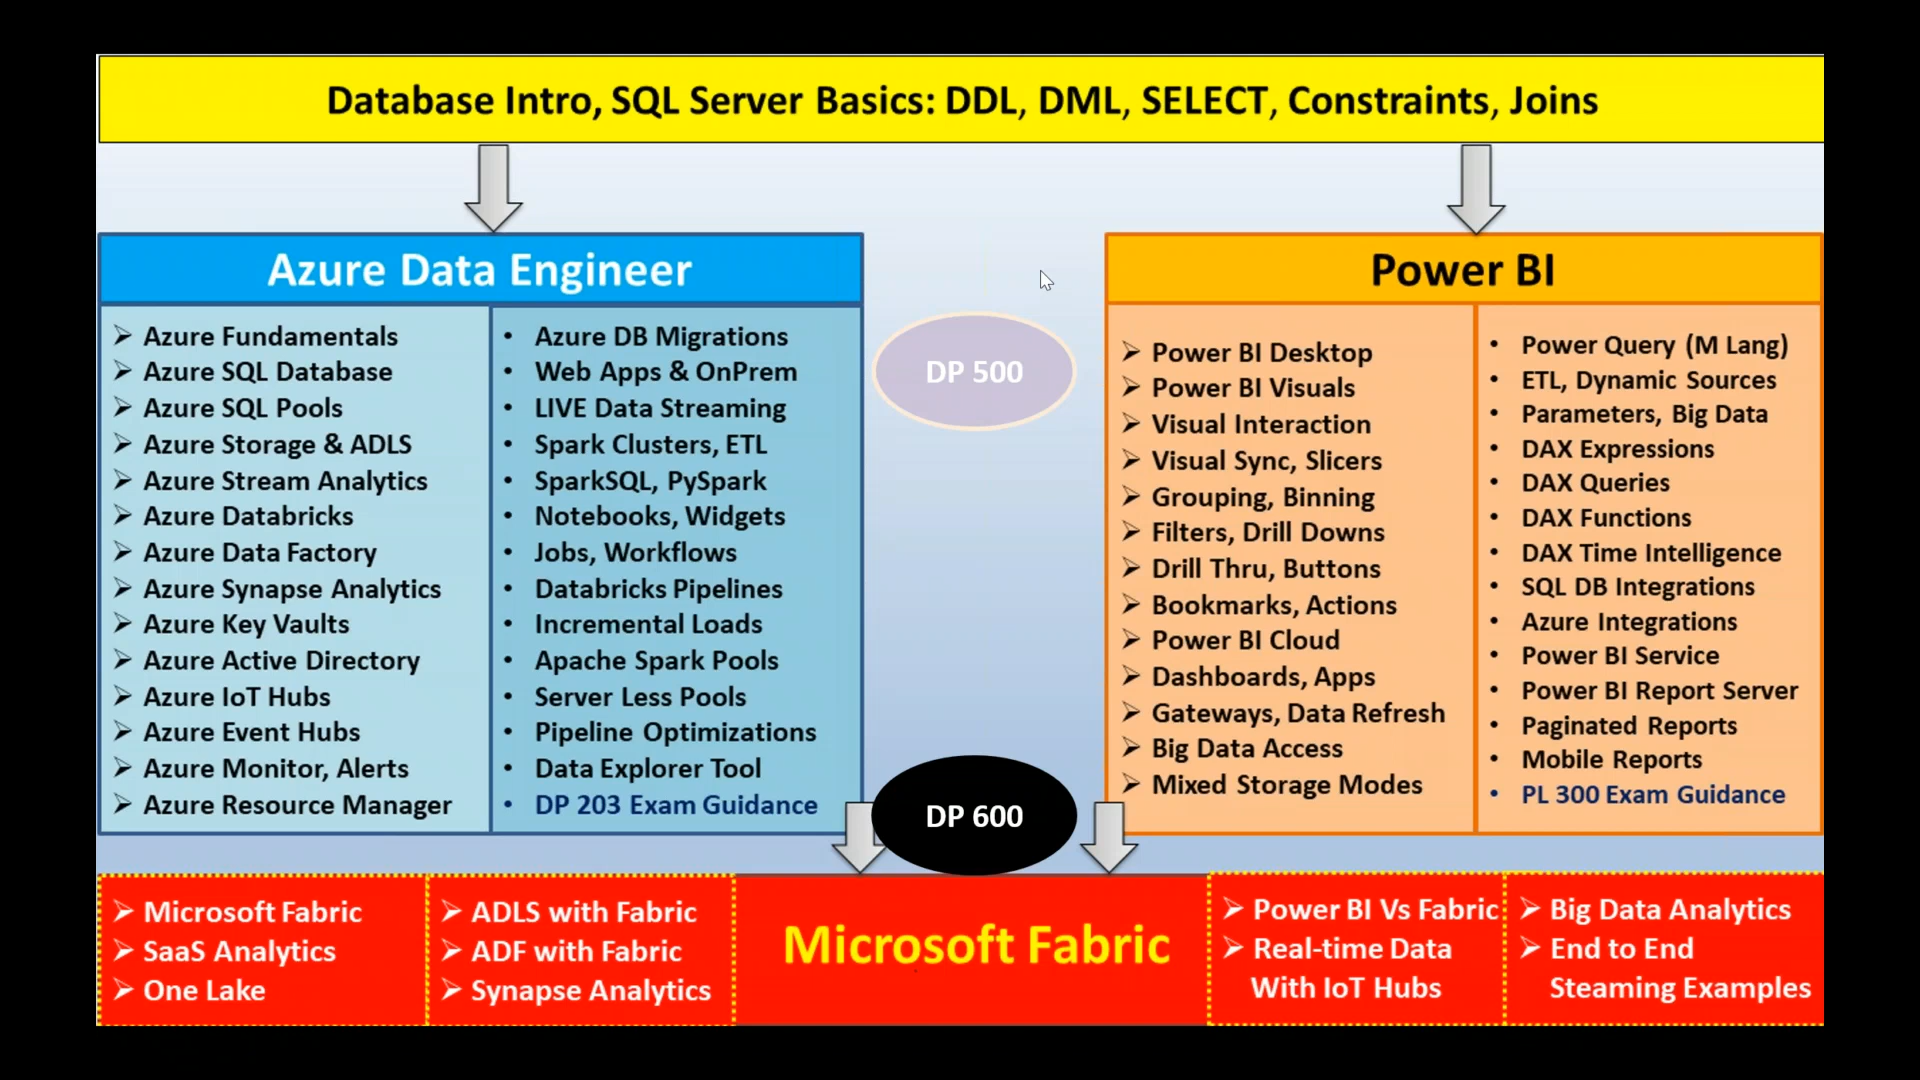 Database Intro, SQL Server Basics: DDL, DML, SELECT, Constraints, Joins
Azure Data Engineer
Azure Fundamentals
Azure SQL Database
Azure SQL Pools
Azure Storage & ADLS
Azure Stream Analytics
Azure Databricks
Azure Data Factory
Azure Synapse Analytics
Azure Key Vaults
Azure Active Directory
Azure IoT Hubs
Azure Event Hubs
Azure Monitor, Alerts
Azure Resource Manager
Azure DB Migrations
Web Apps & OnPrem
LIVE Data Streaming
Spark Clusters, ETL
SparkSQL, PySpark
Notebooks, Widgets
Jobs, Workflows
Databricks Pipelines
Incremental Loads
Apache Spark Pools
Server Less Pools
Pipeline Optimizations
Data Explorer Tool
DP 203 Exam Guidance
DP 500
DP 600
Power BI
Power BI Desktop
Power BI Visuals
Visual Interaction
Visual Sync, Slicers
Grouping, Binning
Filters, Drill Downs
Drill Thru, Buttons
Bookmarks, Actions
Power BI Cloud
Dashboards, Apps
Gateways, Data Refresh
Big Data Access
Mixed Storage Modes
Power Query (M Lang)
ETL, Dynamic Sources
Parameters, Big Data
DAX Expressions
DAX Queries
DAX Functions
DAX Time Intelligence
SQL DB Integrations
Azure Integrations
Power BI Service
Power BI Report Server
Paginated Reports
Mobile Reports
PL 300 Exam Guidance
Microsoft Fabric
SaaS Analytics
One Lake
ADLS with Fabric
ADF with Fabric
Synapse Analytics
Microsoft Fabric
Power BI Vs Fabric
Real-time Data
With IoT Hubs
Big Data Analytics
End to End
Steaming Examples